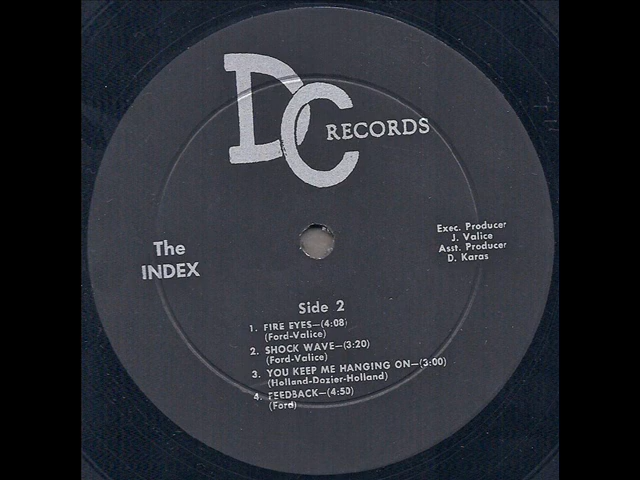 DC RECORDS
The
INDEX
Exec. Producer
J. Valice
Asst. Producer
D. Karas
Side 2
1. FIRE EYES—(4:08)
(Ford-Valice)
2. SHOCK WAVE—(3:20)
(Ford-Valice)
3. YOU KEEP ME HANGING ON—(3:00)
(Holland-Dozier-Holland)
4. FEEDBACK—(4:50)
(Ford)